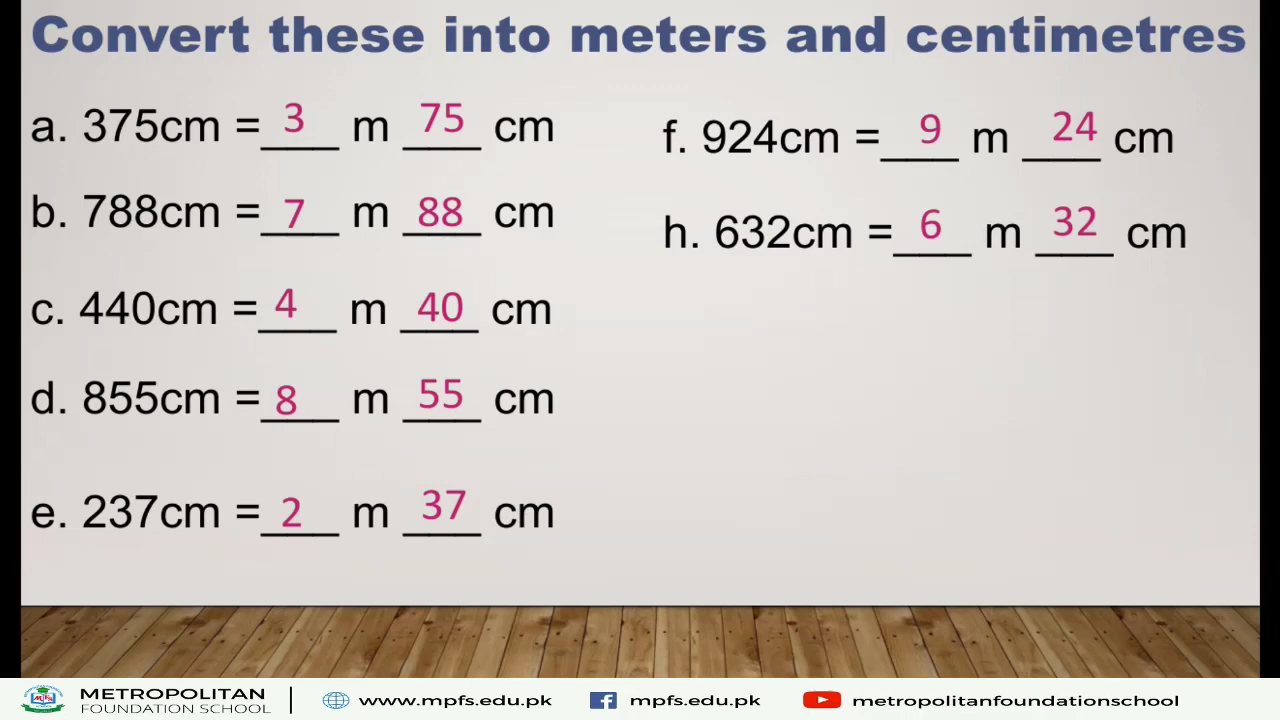 Convert these into meters and centimetres
a. 375cm = 3 m 75 cm
b. 788cm = 7 m 88 cm
c. 440cm = 4 m 40 cm
d. 855cm = 8 m 55 cm
e. 237cm = 2 m 37 cm
f. 924cm = 9 m 24 cm
h. 632cm = 6 m 32 cm
METROPOLITAN
FOUNDATION SCHOOL
www.mpfs.edu.pk
mpfs.edu.pk
metropolitanfoundationschool